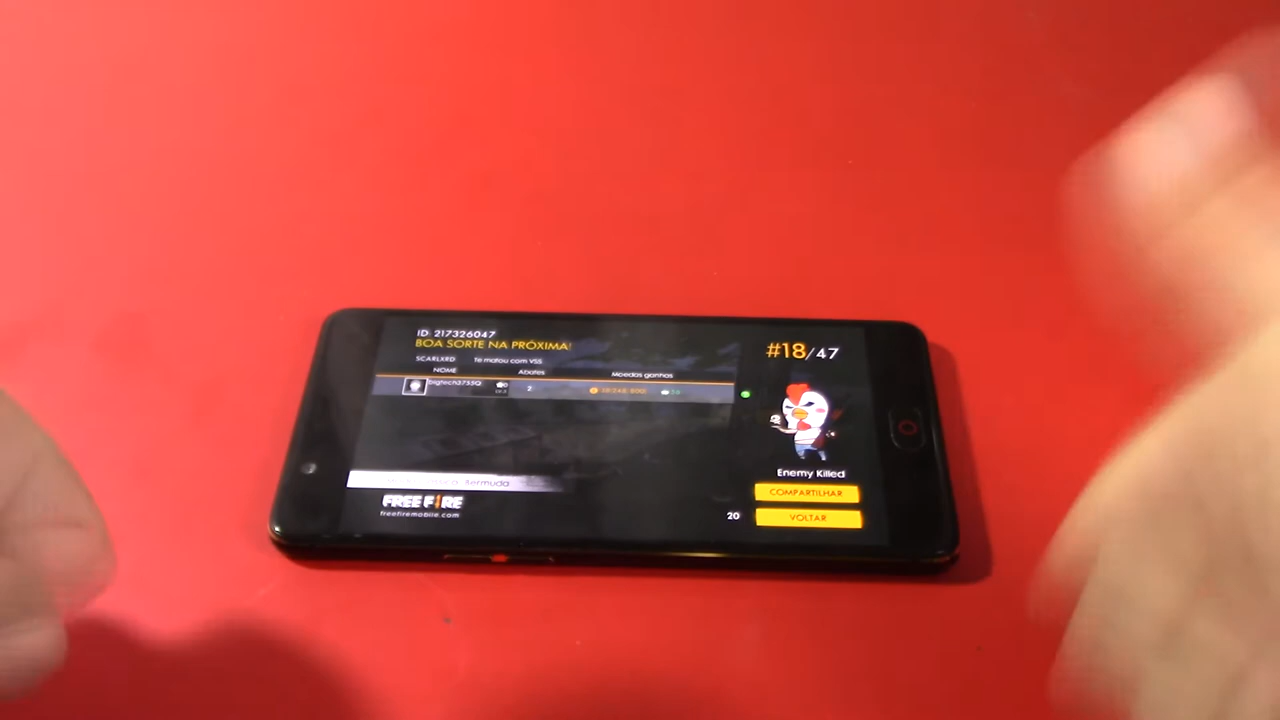 ID: 217326047
BOA SORTE NA PRÓXIMA!
#18/47
SCARLXRD Te matou com VSS
NOME Abates Moedas ganhas
bigtech3755Q 2
Enemy Killed
Bermuda
COMPARTILHAR
FREE FIRE
freefiremobile.com
20
VOLTAR